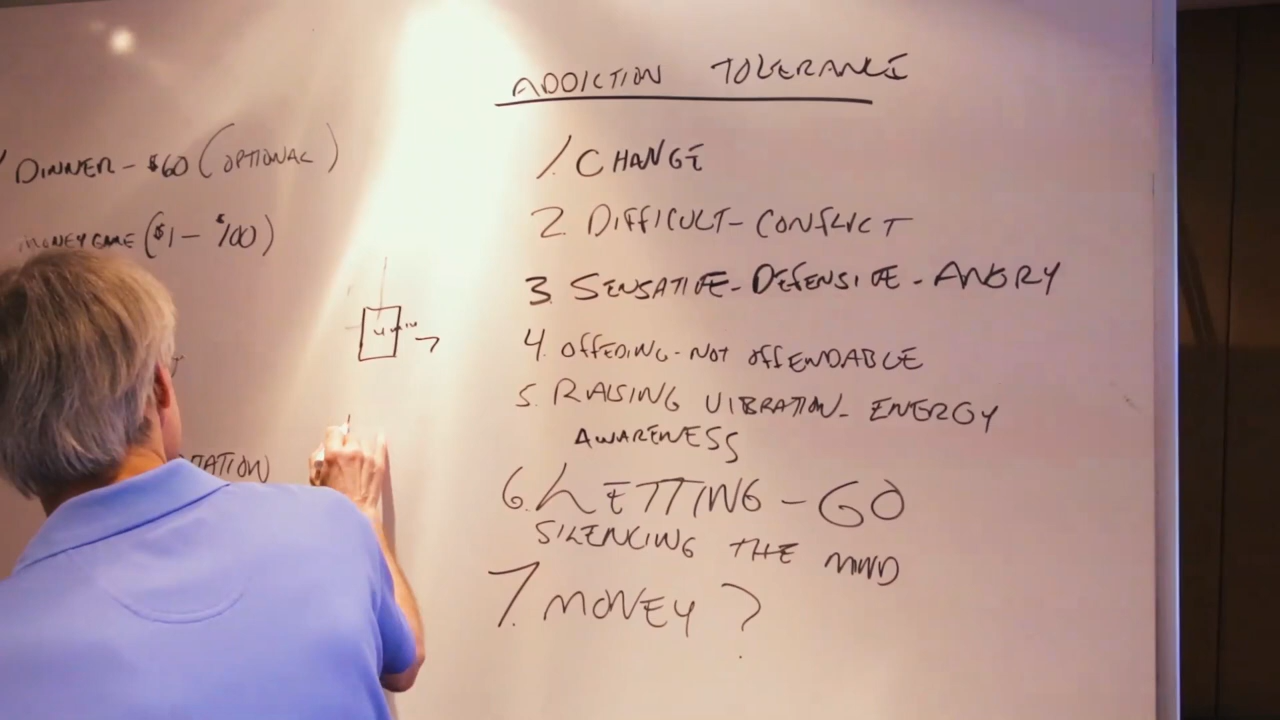 DINNER - $60 (OPTIONAL)
MONEY GAME ($1 - $100)
TATION
ADDICTION TOLERANCE
1. CHANGE
2. DIFFICULT - CONFLICT
3. SENSATIVE - DEFENSIVE - ANGRY
4. OFFEDING - NOT OFFENDABLE
5. RAISING VIBRATION - ENERGY
AWARENESS
6. LETTING - GO
SILENCING THE MIND
7. MONEY ?